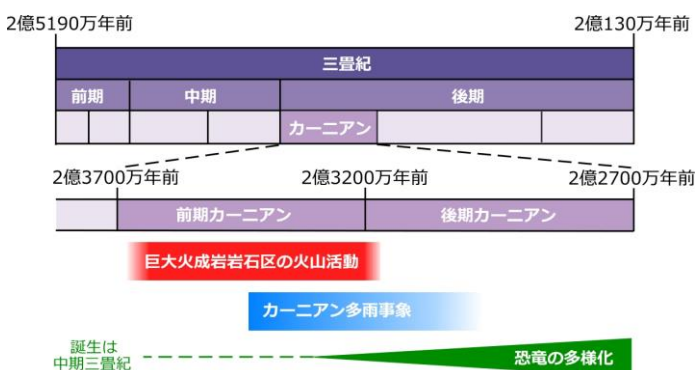 2億5190万年前 2億130万年前
三畳紀
前期 中期 後期
カーニアン
2億3700万年前 2億3200万年前 2億2700万年前
前期カーニアン 後期カーニアン
巨大火成岩岩石区の火山活動
カーニアン多雨事象
誕生は
中期三畳紀
恐竜の多様化